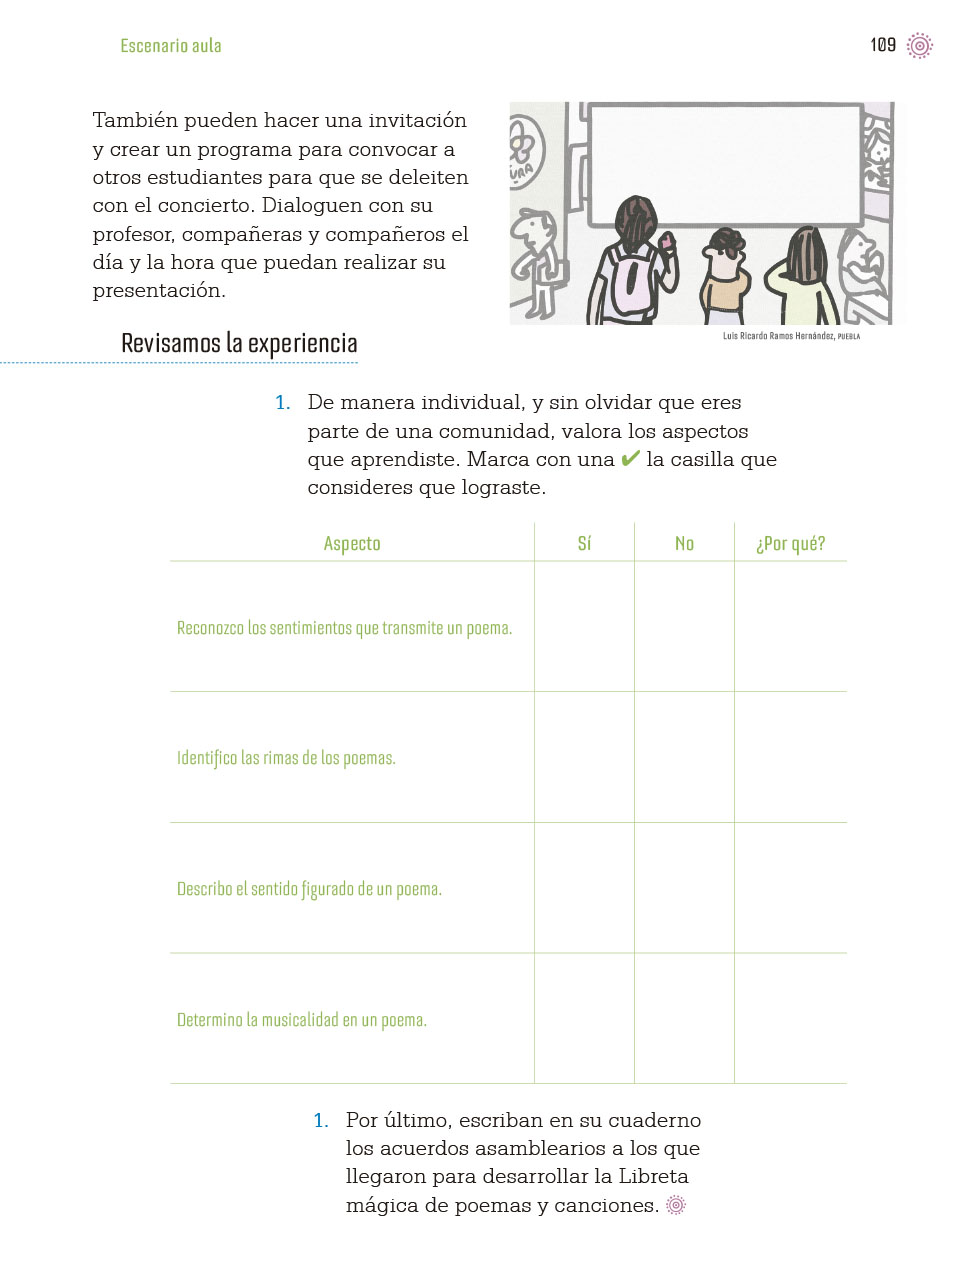 Escenario aula
109
También pueden hacer una invitación
y crear un programa para convocar a
otros estudiantes para que se deleiten
con el concierto. Dialoguen con su
profesor, compañeras y compañeros el
día y la hora que puedan realizar su
presentación.
URA
Luis Ricardo Ramos Hernández, PUEBLA
Revisamos la experiencia
1. De manera individual, y sin olvidar que eres
parte de una comunidad, valora los aspectos
que aprendiste. Marca con una ✔ la casilla que
consideres que lograste.
Aspecto Sí No ¿Por qué?
Reconozco los sentimientos que transmite un poema.
Identifico las rimas de los poemas.
Describo el sentido figurado de un poema.
Determino la musicalidad en un poema.
1. Por último, escriban en su cuaderno
los acuerdos asamblearios a los que
llegaron para desarrollar la Libreta
mágica de poemas y canciones.